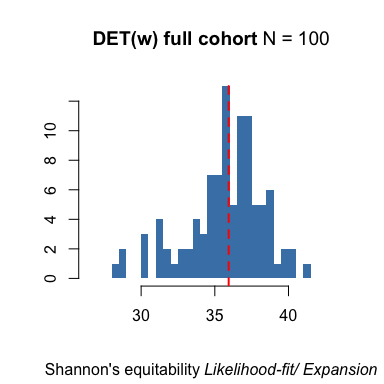 DET(w) full cohort N = 100
10
8
6
4
2
0
30 35 40
Shannon's equitability Likelihood-fit/ Expansion